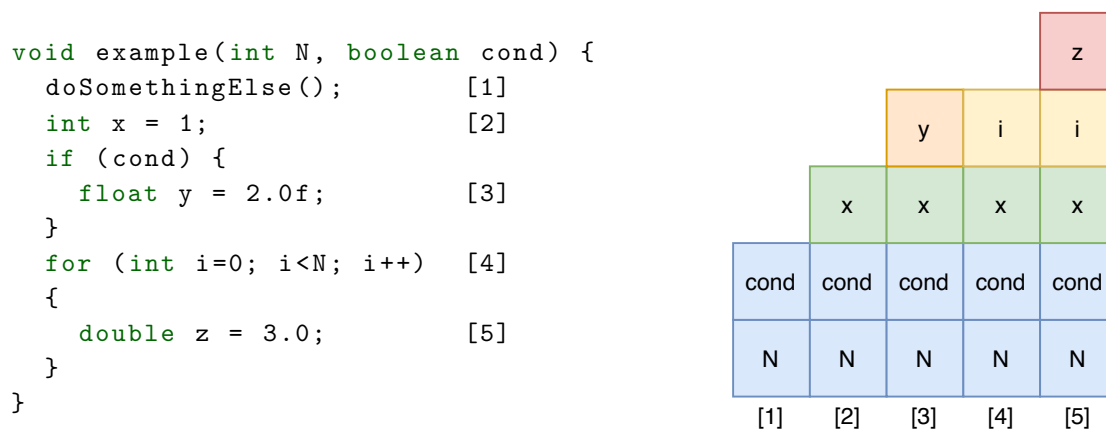 void example(int N, boolean cond) {
  doSomethingElse();       [1]
  int x = 1;               [2]
  if (cond) {
    float y = 2.0f;        [3]
  }
  for (int i=0; i<N; i++)  [4]
  {
    double z = 3.0;        [5]
  }
}
z
y i i
x x x x
cond cond cond cond cond
N N N N N
[1] [2] [3] [4] [5]